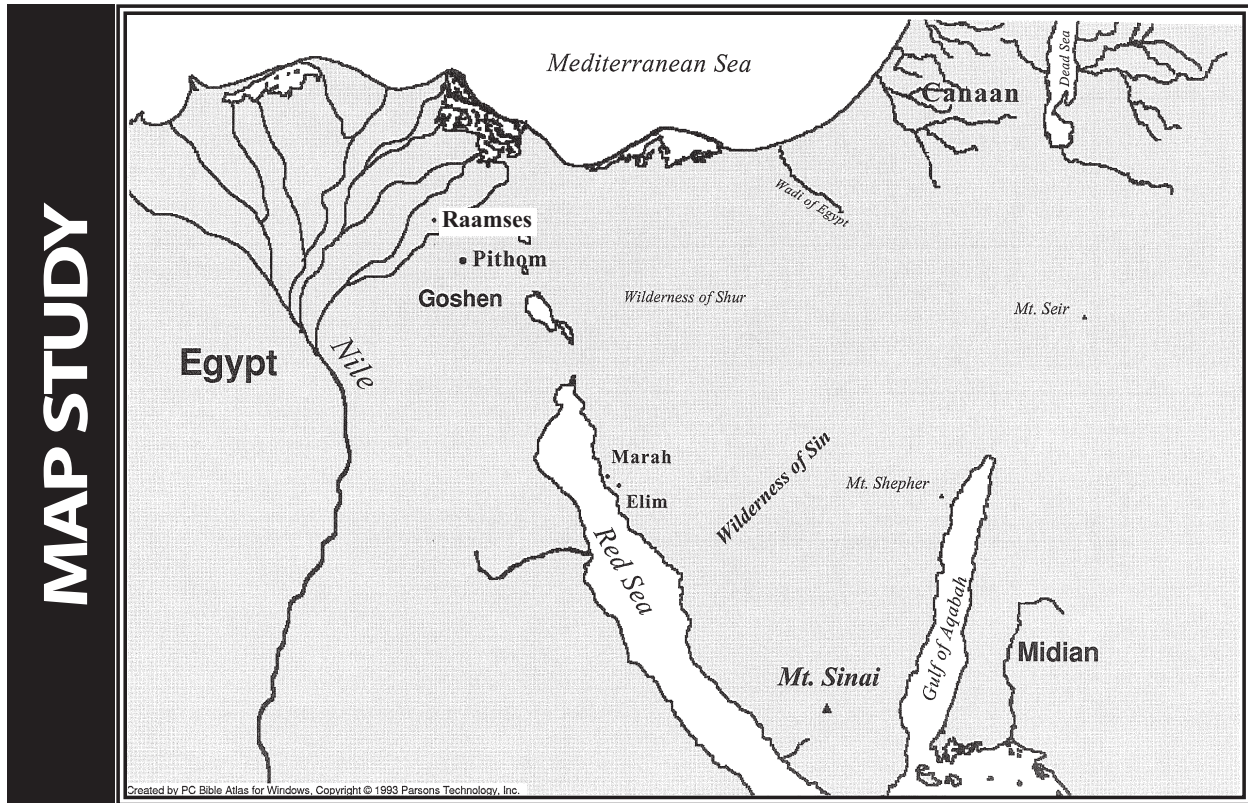 MAP STUDY
Mediterranean Sea
Dead Sea
Canaan
Wadi of Egypt
Raamses
Pithom
Goshen
Wilderness of Shur
Mt. Seir
Egypt
Nile
Marah
Elim
Wilderness of Sin
Mt. Shepher
Red Sea
Gulf of Aqabah
Midian
Mt. Sinai
Created by PC Bible Atlas for Windows, Copyright © 1993 Parsons Technology, Inc.